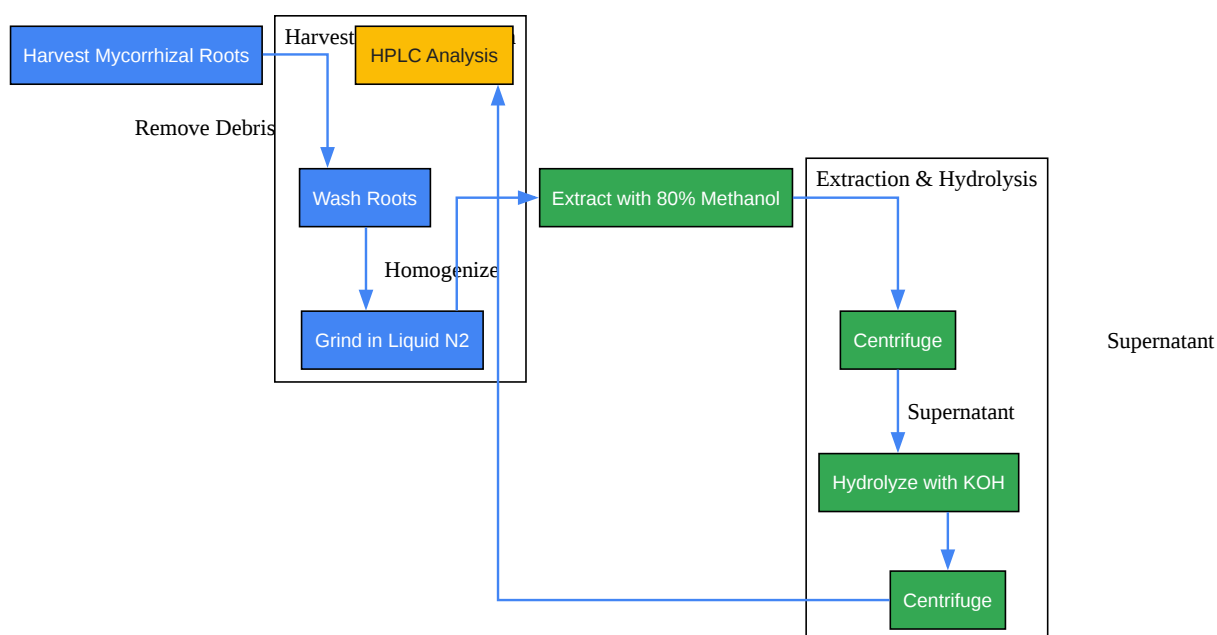 Harvest Mycorrhizal Roots
Harvest
HPLC Analysis
Remove Debris
Wash Roots
Extract with 80% Methanol
Extraction & Hydrolysis
Homogenize
Grind in Liquid N2
Centrifuge
Supernatant
Supernatant
Hydrolyze with KOH
Centrifuge